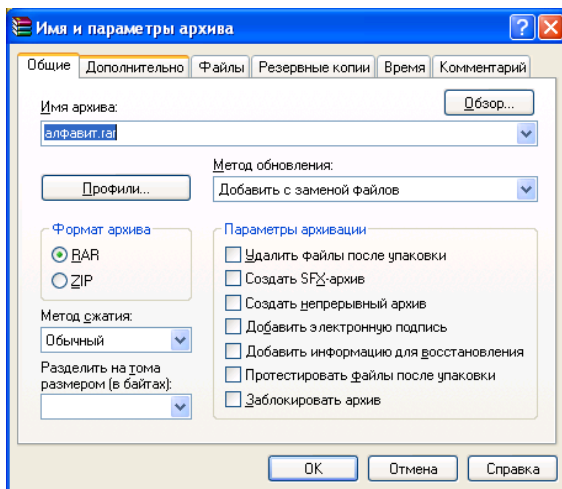 Имя и параметры архива
Общие Дополнительно Файлы Резервные копии Время Комментарий
Имя архива:
Обзор...
алфавит.rar
Метод обновления:
Профили...
Добавить с заменой файлов
Формат архива
RAR
ZIP
Метод сжатия:
Обычный
Разделить на тома
размером (в байтах):
Параметры архивации
Удалить файлы после упаковки
Создать SFX-архив
Создать непрерывный архив
Добавить электронную подпись
Добавить информацию для восстановления
Протестировать файлы после упаковки
Заблокировать архив
OK Отмена Справка